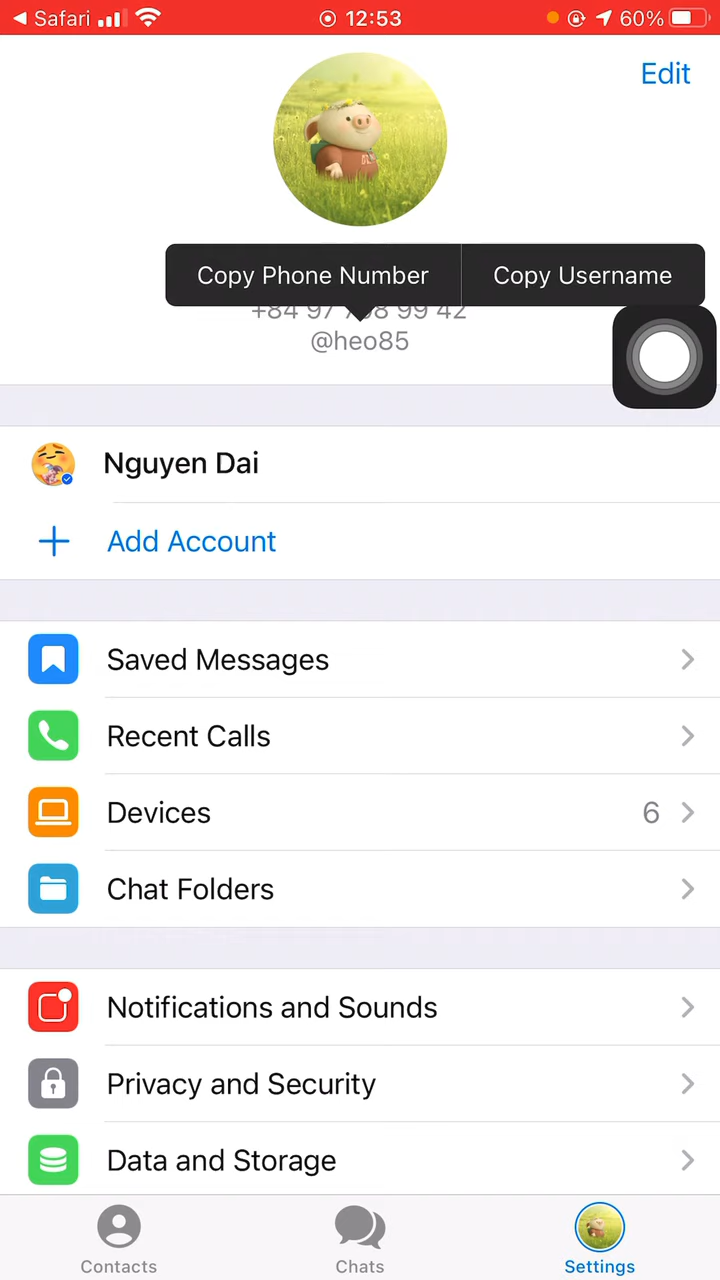 Safari 12:53 60%
Edit
Copy Phone Number Copy Username
+84 97 8 99 42
@heo85
Nguyen Dai
Add Account
Saved Messages
Recent Calls
Devices 6
Chat Folders
Notifications and Sounds
Privacy and Security
Data and Storage
Contacts Chats Settings